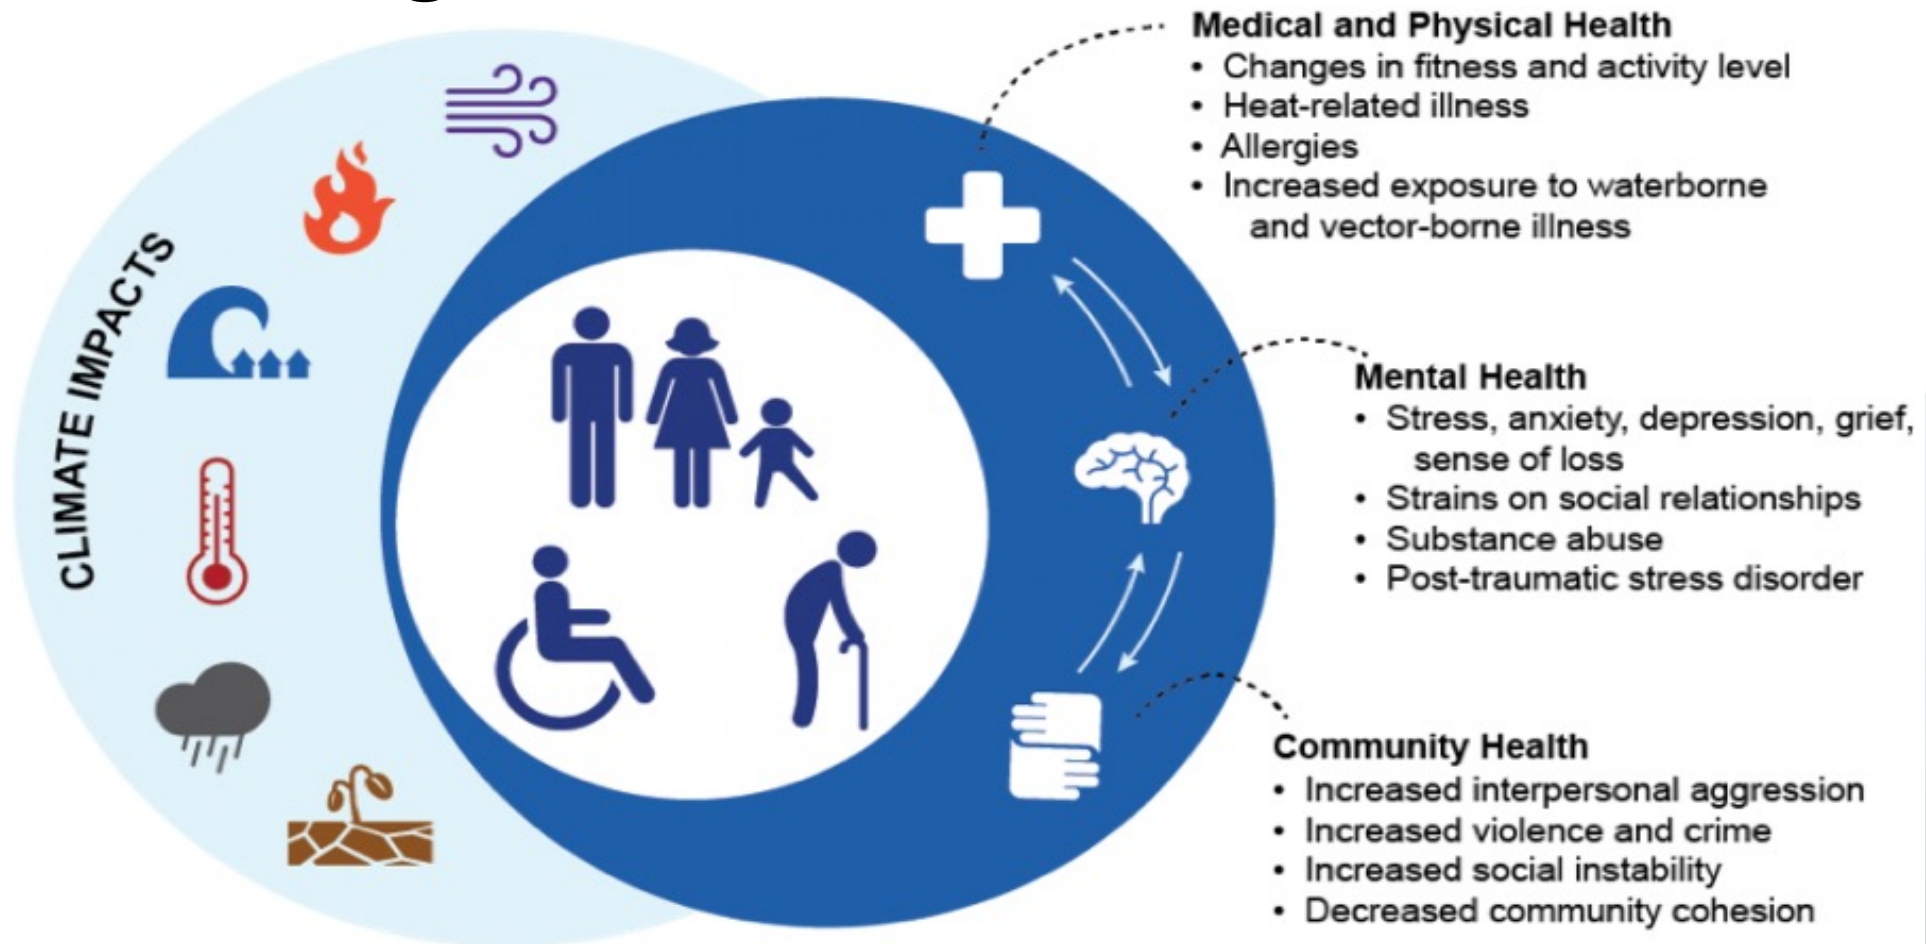 CLIMATE IMPACTS
Medical and Physical Health
• Changes in fitness and activity level
• Heat-related illness
• Allergies
• Increased exposure to waterborne
and vector-borne illness
Mental Health
• Stress, anxiety, depression, grief,
sense of loss
• Strains on social relationships
• Substance abuse
• Post-traumatic stress disorder
Community Health
• Increased interpersonal aggression
• Increased violence and crime
• Increased social instability
• Decreased community cohesion